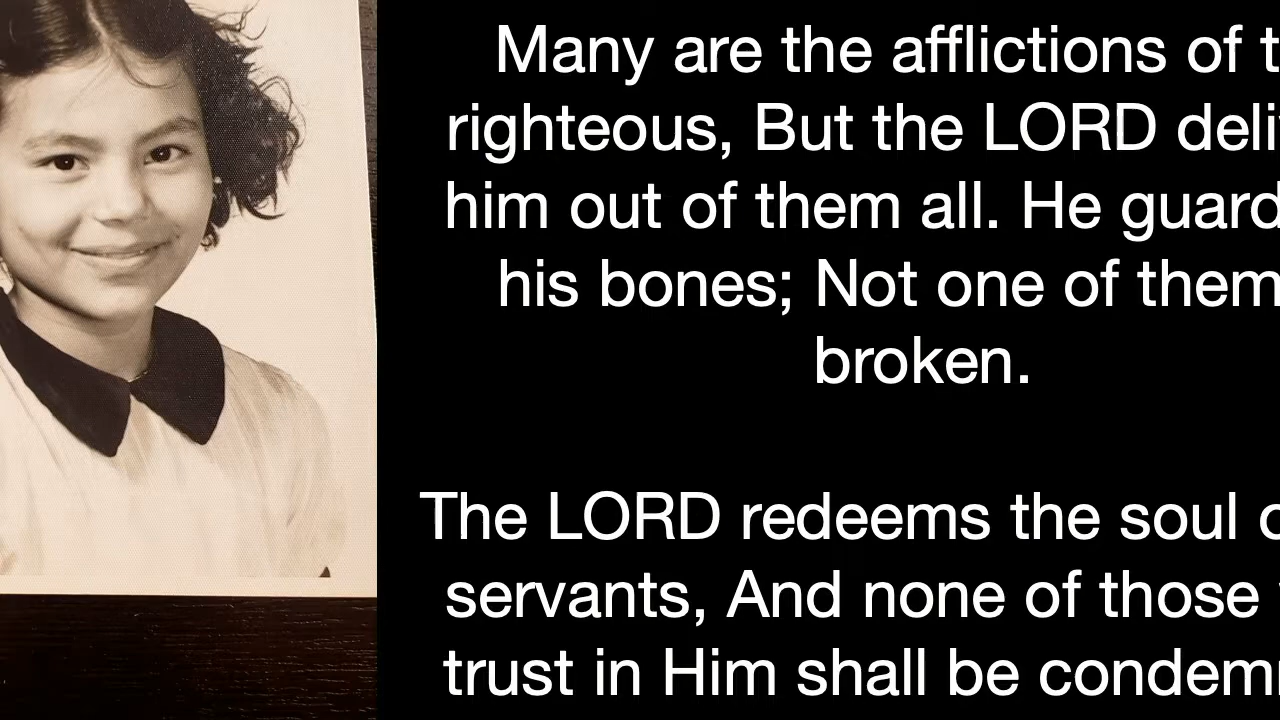 Many are the afflictions of
righteous, But the LORD
him out of them all. He
his bones; Not one of them
broken.
The LORD redeems the soul
servants, And none of those
trust in Him shall be